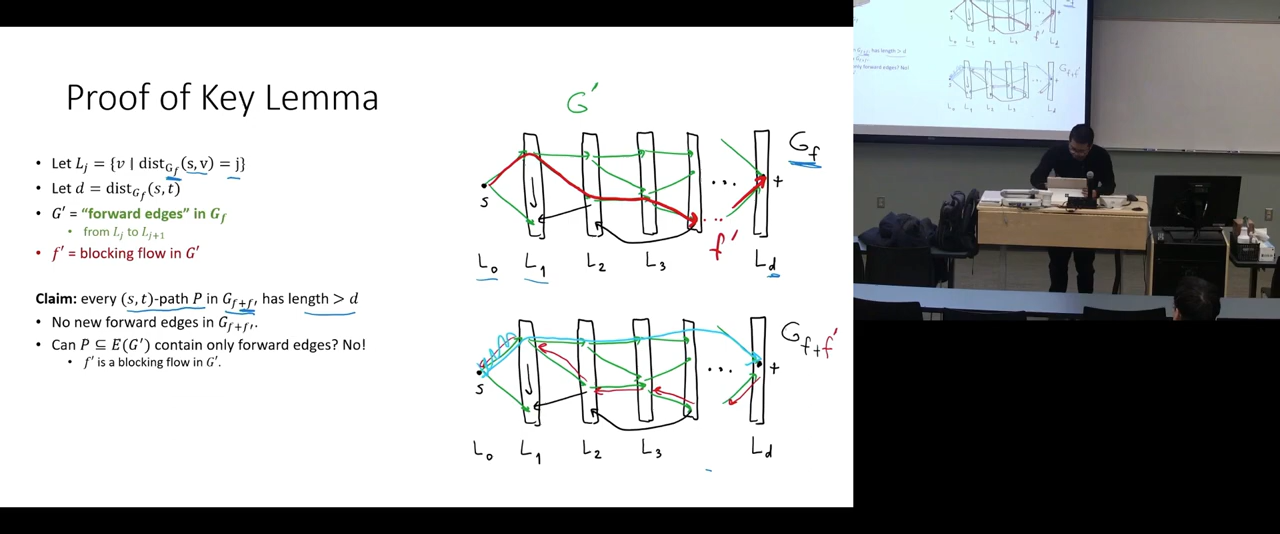 Proof of Key Lemma
• Let L_j = {v | dist_{G_f}(s, v) = j}
• Let d = dist_{G_f}(s, t)
• G′ = “forward edges” in G_f
• from L_j to L_{j+1}
• f′ = blocking flow in G′
Claim: every (s, t)-path P in G_{f+f′} has length > d
• No new forward edges in G_{f+f′}.
• Can P ⊆ E(G′) contain only forward edges? No!
• f′ is a blocking flow in G′.
G′
G_f
s
...
t
...
f′
L_0 L_1 L_2 L_3 L_d
G_{f+f′}
s
...
t
L_0 L_1 L_2 L_3 L_d